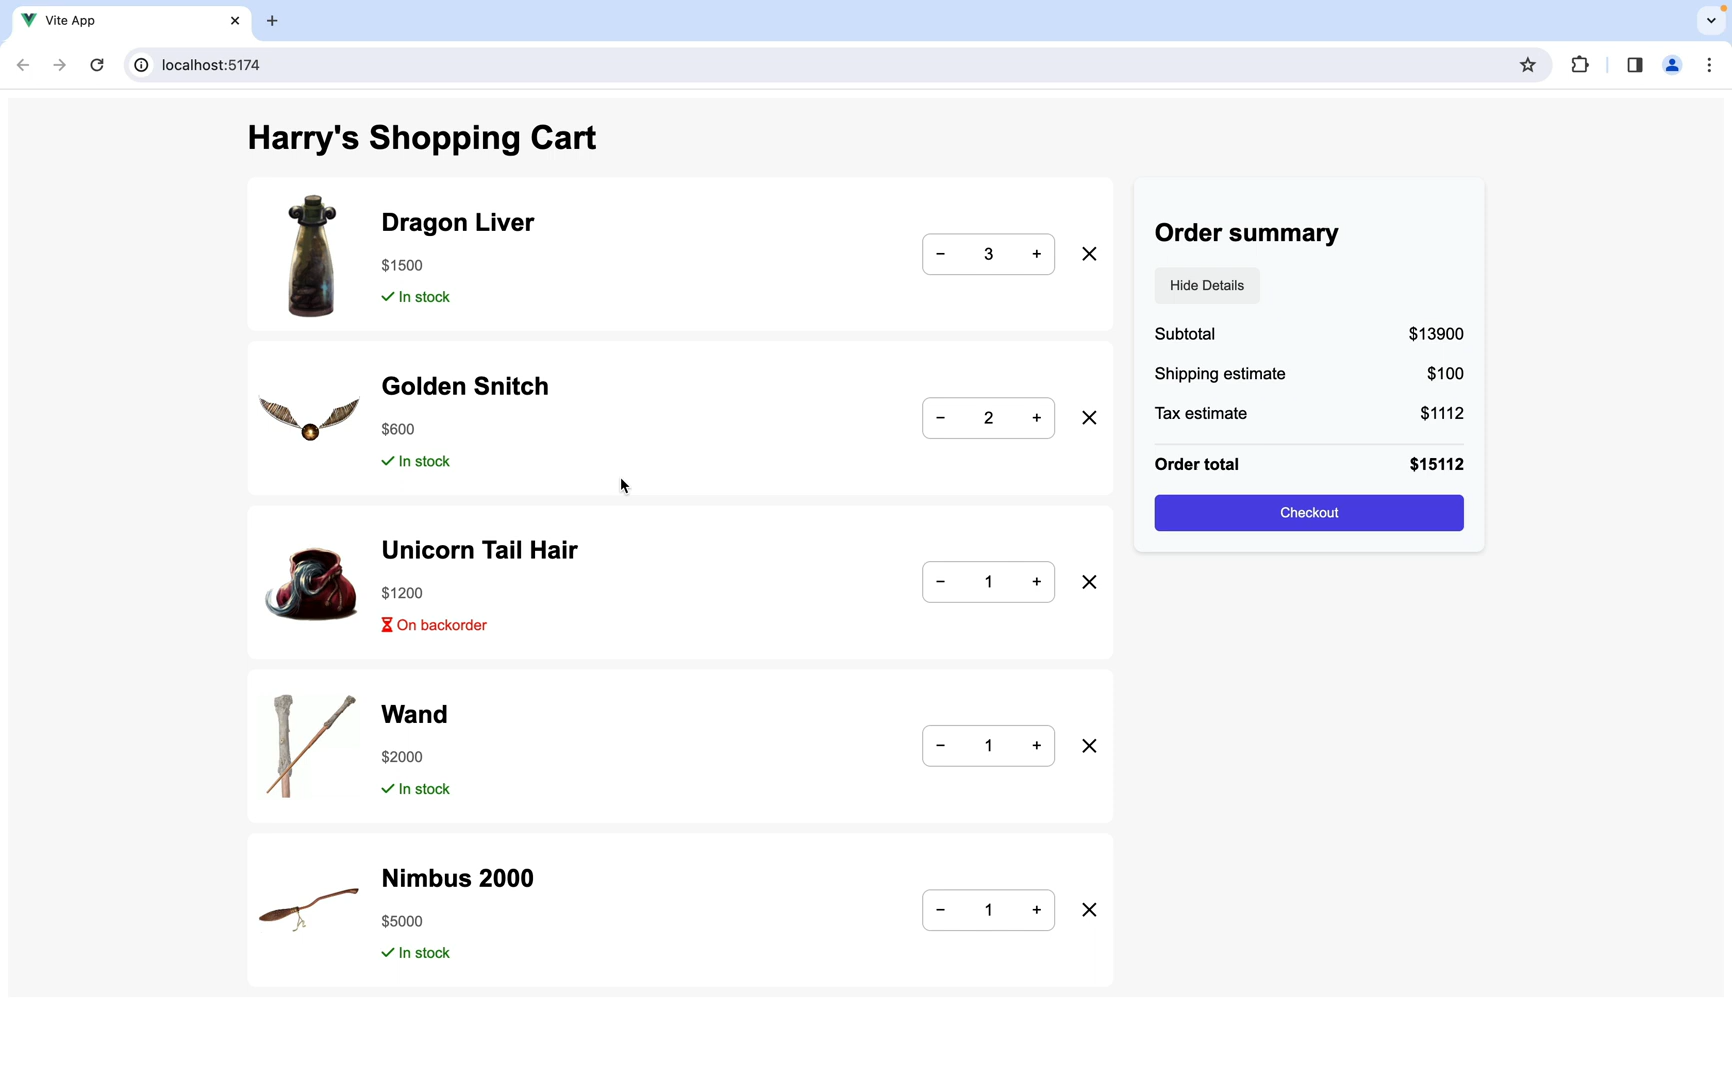 Vite App
localhost:5174
Harry's Shopping Cart
Dragon Liver
$1500
In stock
− 3 +
Golden Snitch
$600
In stock
− 2 +
Unicorn Tail Hair
$1200
On backorder
− 1 +
Wand
$2000
In stock
− 1 +
Nimbus 2000
$5000
In stock
− 1 +
Order summary
Hide Details
Subtotal $13900
Shipping estimate $100
Tax estimate $1112
Order total $15112
Checkout